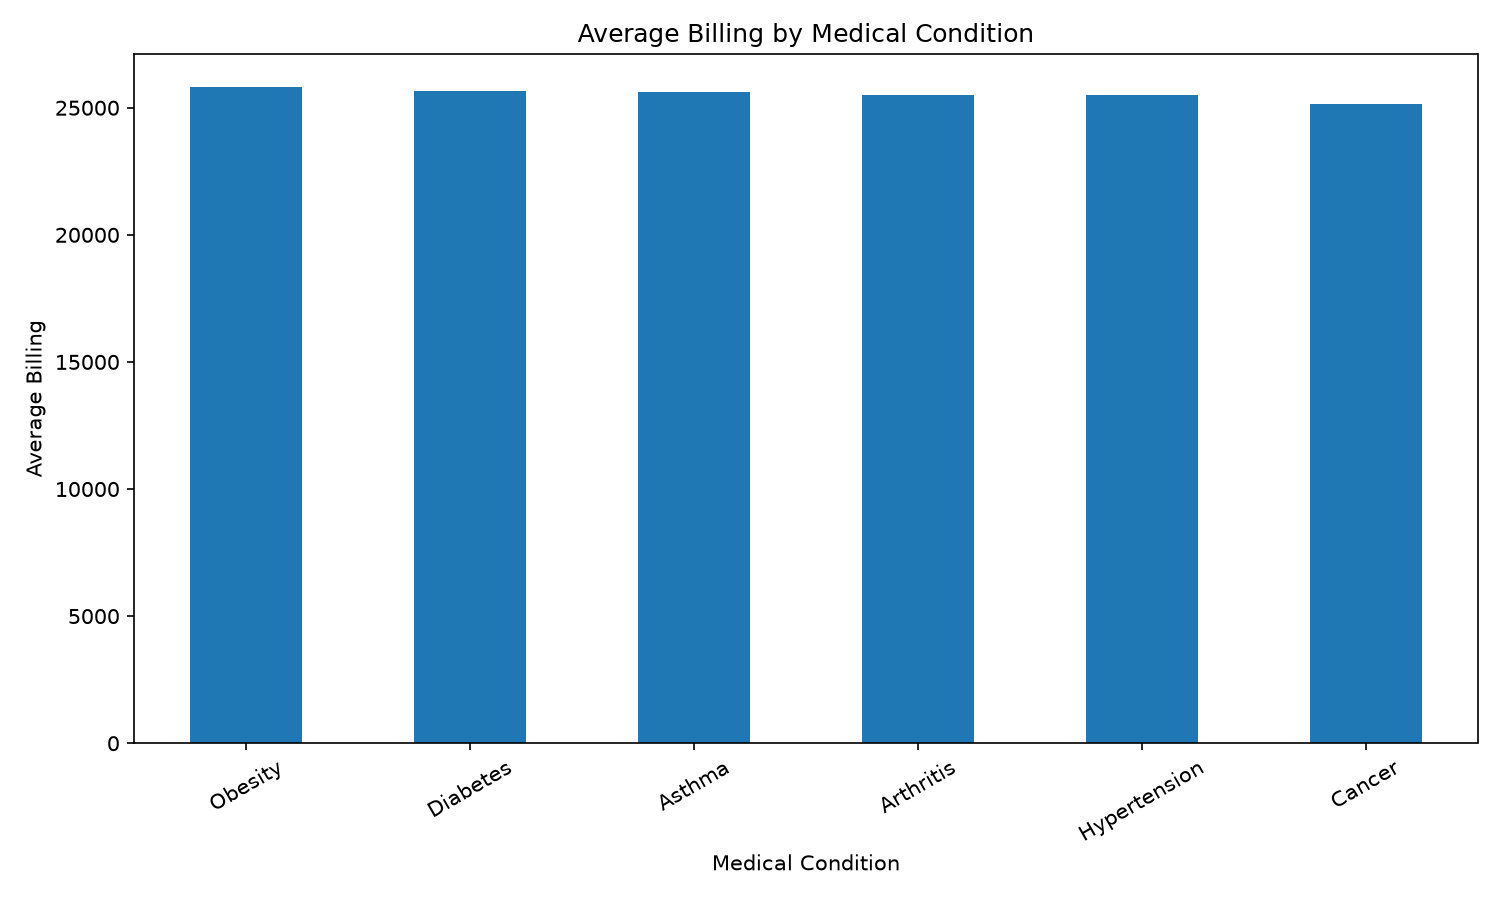 Average Billing by Medical Condition
Average Billing
25000
20000
15000
10000
5000
0
Obesity
Diabetes
Asthma
Arthritis
Hypertension
Cancer
Medical Condition